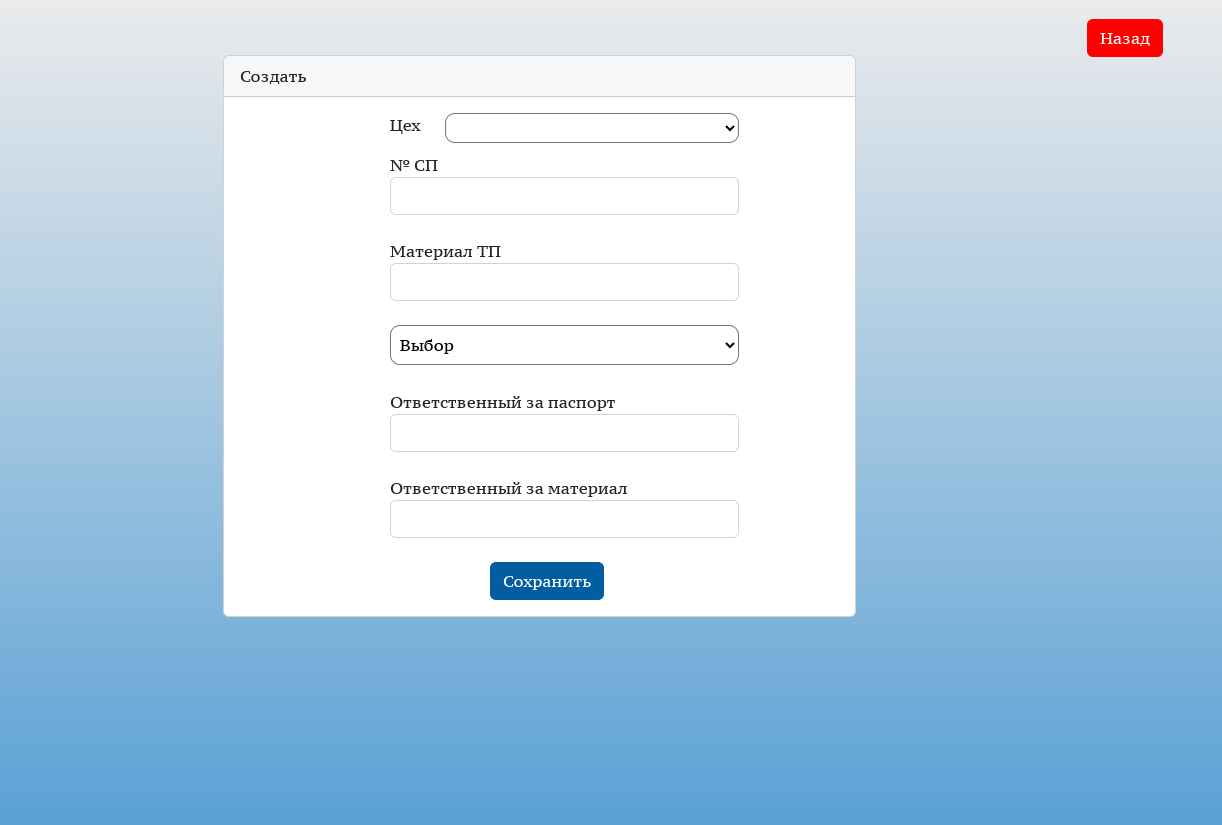 Назад
Создать
Цех
№ СП
Материал ТП
Выбор
Ответственный за паспорт
Ответственный за материал
Сохранить